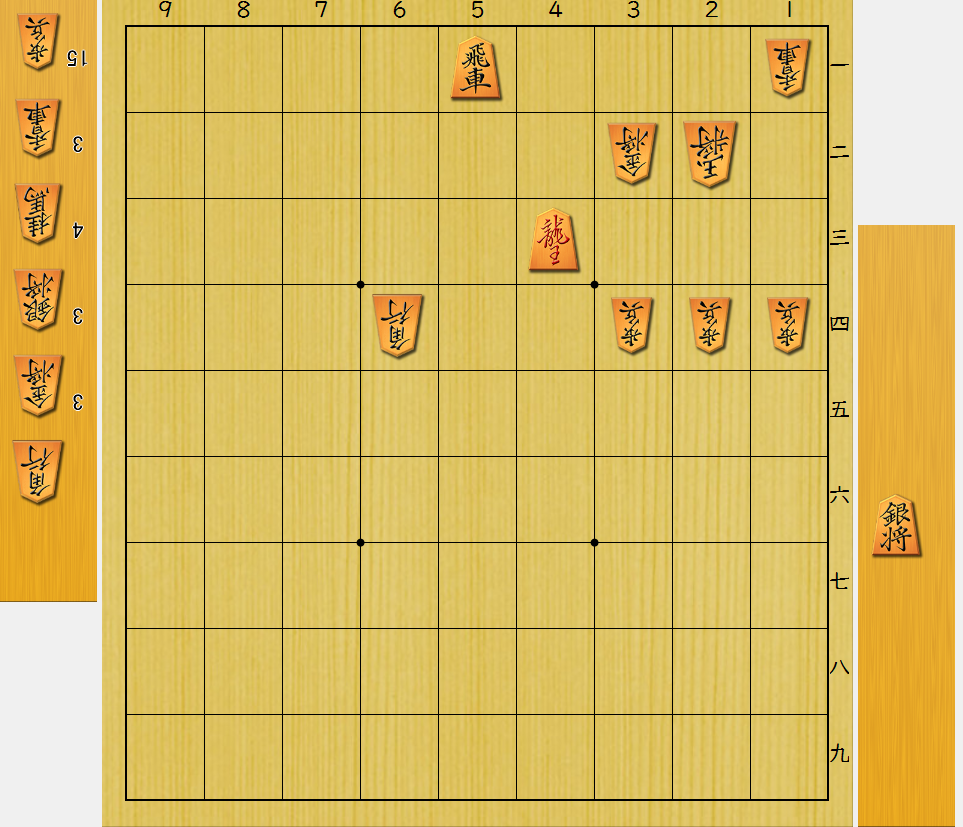 9 8 7 6 5 4 3 2 1
歩兵 15
香車 3
桂馬 4
銀将 3
金将 3
角行
飛車 香車 一
金将 玉将 二
龍王 三
角行 歩兵 歩兵 歩兵 四
五
六
銀将
七
八
九